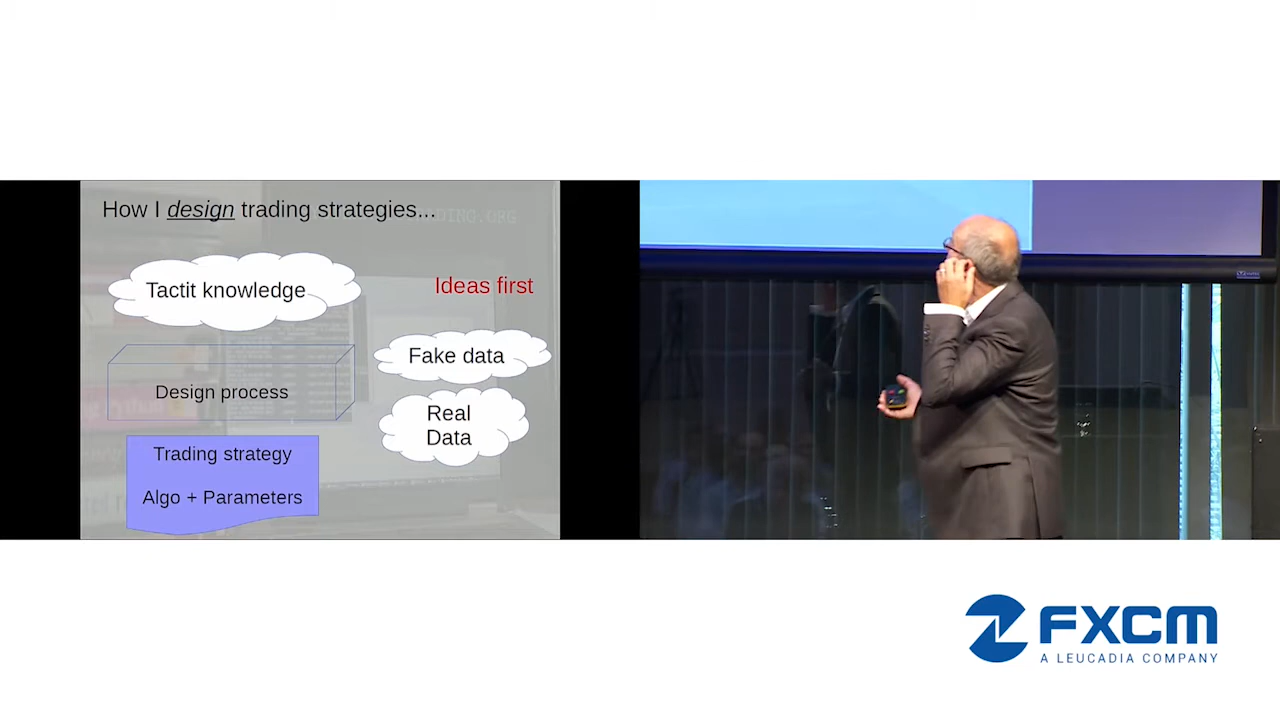 How I design trading strategies...
Tactit knowledge
Ideas first
Fake data
Design process
Real
Data
Trading strategy
Algo + Parameters
FXCM
A LEUCADIA COMPANY